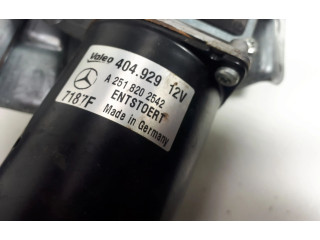 Valeo 404.929 12V
A 251 820 2542
7187F ENTSTOERT
Made in Germany